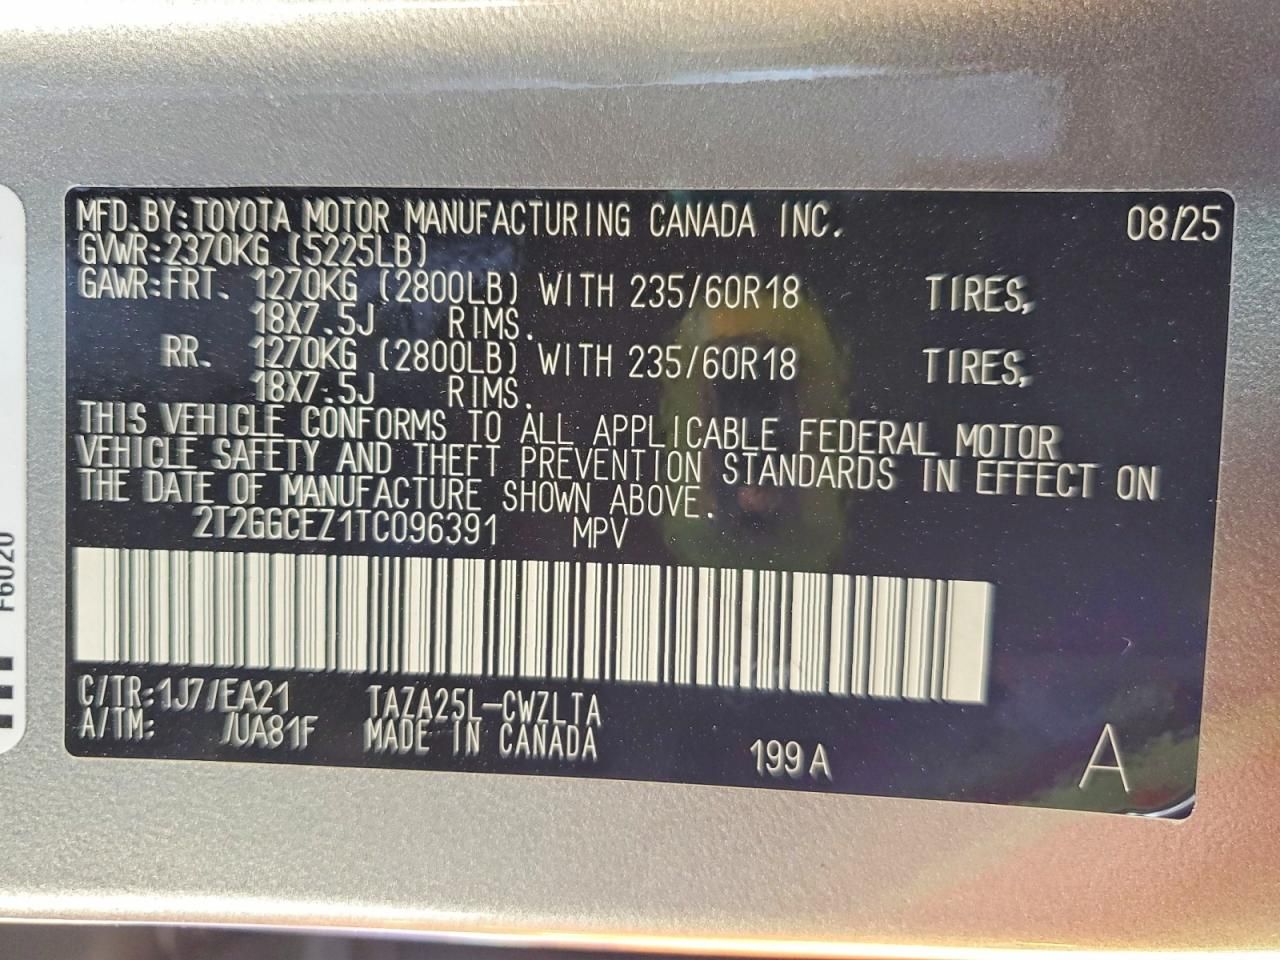 MFD.BY:TOYOTA MOTOR MANUFACTURING CANADA INC. 08/25
GVWR:2370KG (5225LB)
GAWR:FRT. 1270KG (2800LB) WITH 235/60R18 TIRES,
18X7.5J RIMS.
RR. 1270KG (2800LB) WITH 235/60R18 TIRES,
18X7.5J RIMS.
THIS VEHICLE CONFORMS TO ALL APPLICABLE FEDERAL MOTOR
VEHICLE SAFETY AND THEFT PREVENTION STANDARDS IN EFFECT ON
THE DATE OF MANUFACTURE SHOWN ABOVE.
2T2GGCEZ1TC096391 MPV
C/TR:1J7/EA21 TAZA25L-CWZLTA
A/TM: /UA81F MADE IN CANADA 199A A
F6020